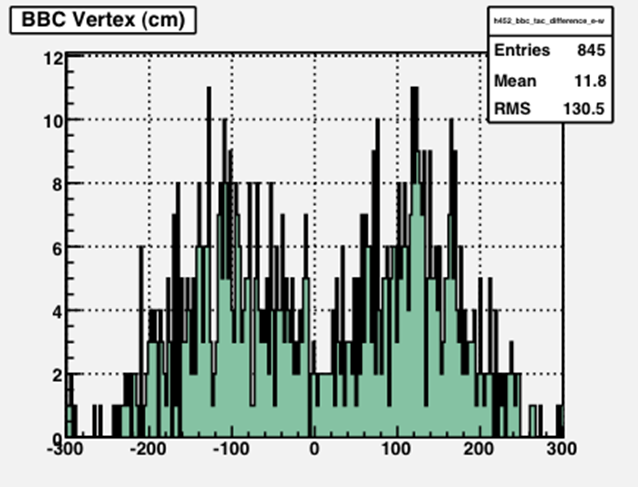 BBC Vertex (cm)
h452_bbc_tac_difference_e-w
Entries 845
Mean 11.8
RMS 130.5
12
10
8
6
4
2
0
-300 -200 -100 0 100 200 300